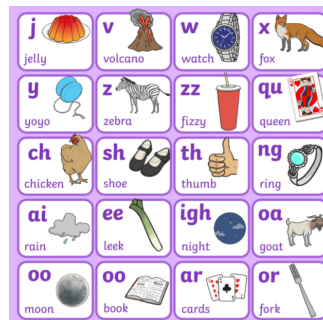 j v w x
jelly volcano watch fox
y z zz qu
yoyo zebra fizzy queen
ch sh th ng
chicken shoe thumb ring
ai ee igh oa
rain leek night goat
oo oo ar or
moon book cards fork